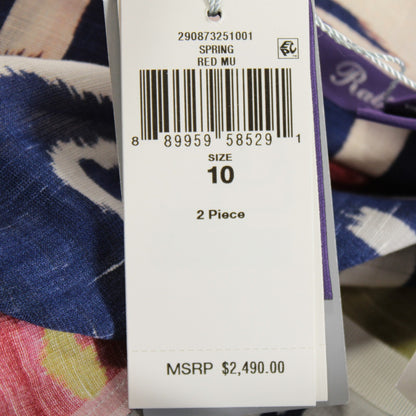 290873251001
SPRING
RED MU
8 89959 58529 1
SIZE
10
2 Piece
MSRP $2,490.00